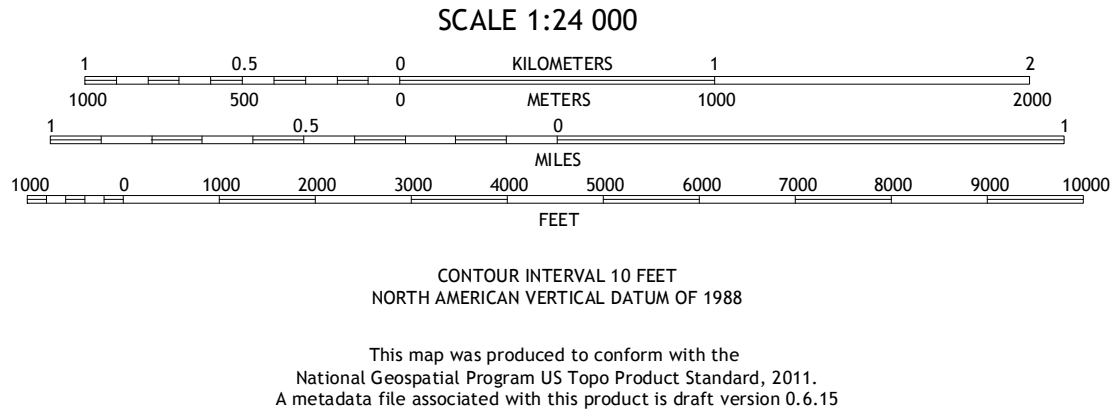 SCALE 1:24 000
1 0.5 0 KILOMETERS 1 2
1000 500 0 METERS 1000 2000
1 0.5 0 1
MILES
1000 0 1000 2000 3000 4000 5000 6000 7000 8000 9000 10000
FEET
CONTOUR INTERVAL 10 FEET
NORTH AMERICAN VERTICAL DATUM OF 1988
This map was produced to conform with the
National Geospatial Program US Topo Product Standard, 2011.
A metadata file associated with this product is draft version 0.6.15